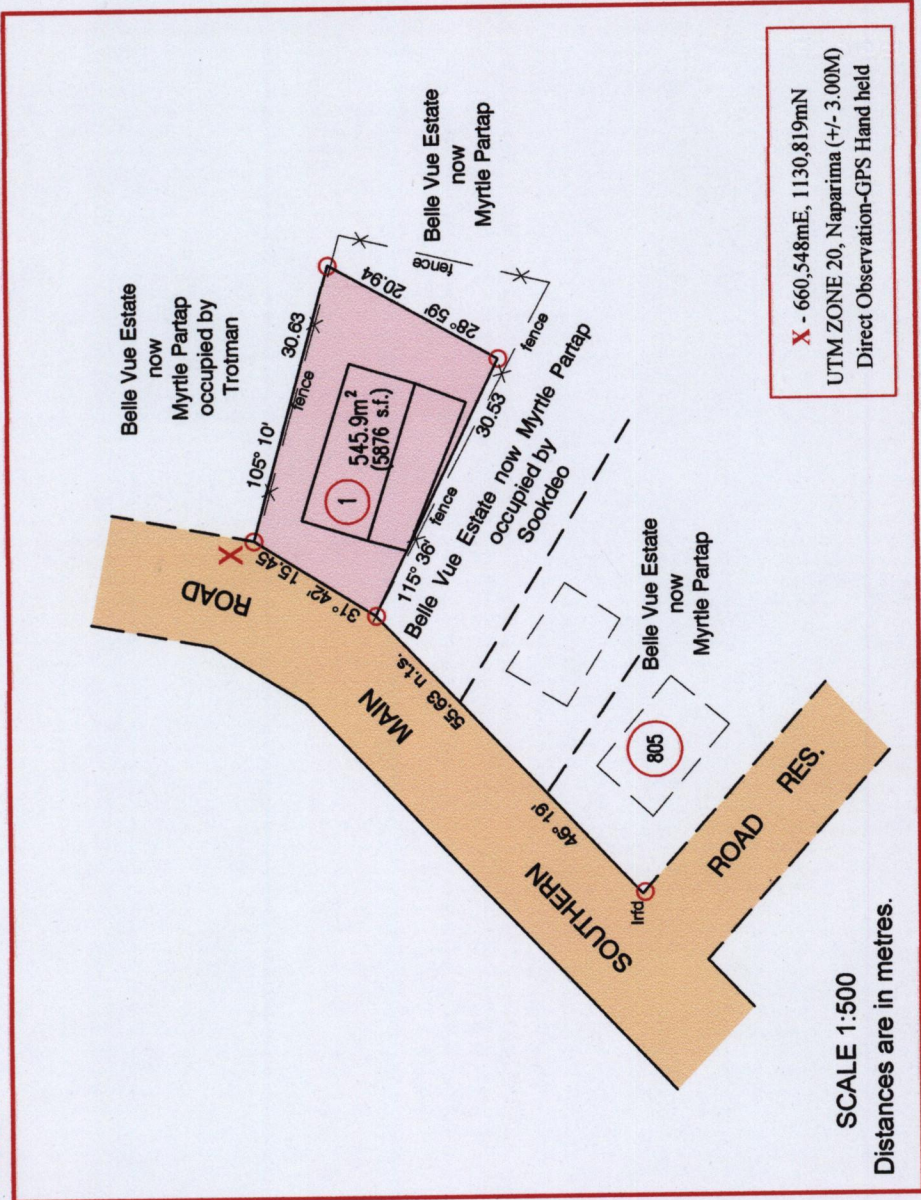 Belle Vue Estate
now
Myrtle Partap
occupied by
Trotman
Belle Vue Estate
now
Myrtle Partap
X
105° 10'
30.63
fence
20.94
28° 59'
fence
1
545.9m²
(5876 s.f.)
31° 42' 15.45
115° 36'
fence
30.53
fence
Belle Vue Estate now Myrtle Partap
occupied by
Sookdeo
Belle Vue Estate
now
Myrtle Partap
805
46° 19'
55.63 n.t.s.
SOUTHERN
MAIN
ROAD
Irfd
ROAD RES.
X - 660,548mE, 1130,819mN
UTM ZONE 20, Naparima (+/- 3.00M)
Direct Observation-GPS Hand held
SCALE 1:500
Distances are in metres.